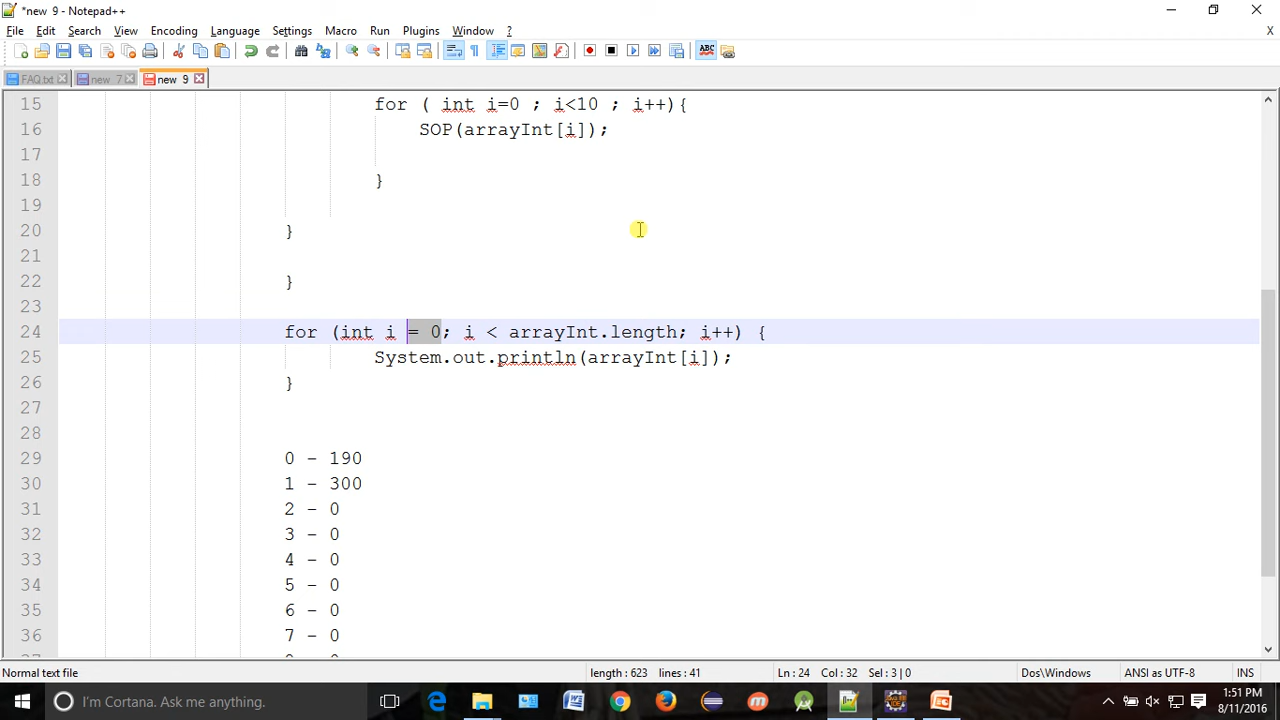 *new  9 - Notepad++
File Edit Search View Encoding Language Settings Macro Run Plugins Window ? X
FAQ.txt new  7 new  9
15 for ( int i=0 ; i<10 ; i++){
16 SOP(arrayInt[i]);
17
18 }
19
20 }
21
22 }
23
24 for (int i = 0; i < arrayInt.length; i++) {
25 System.out.println(arrayInt[i]);
26 }
27
28
29 0 - 190
30 1 - 300
31 2 - 0
32 3 - 0
33 4 - 0
34 5 - 0
35 6 - 0
36 7 - 0
Normal text file length : 623 lines : 41 Ln : 24 Col : 32 Sel : 3 | 0 Dos\Windows ANSI as UTF-8 INS
I'm Cortana. Ask me anything. 1:51 PM
8/11/2016